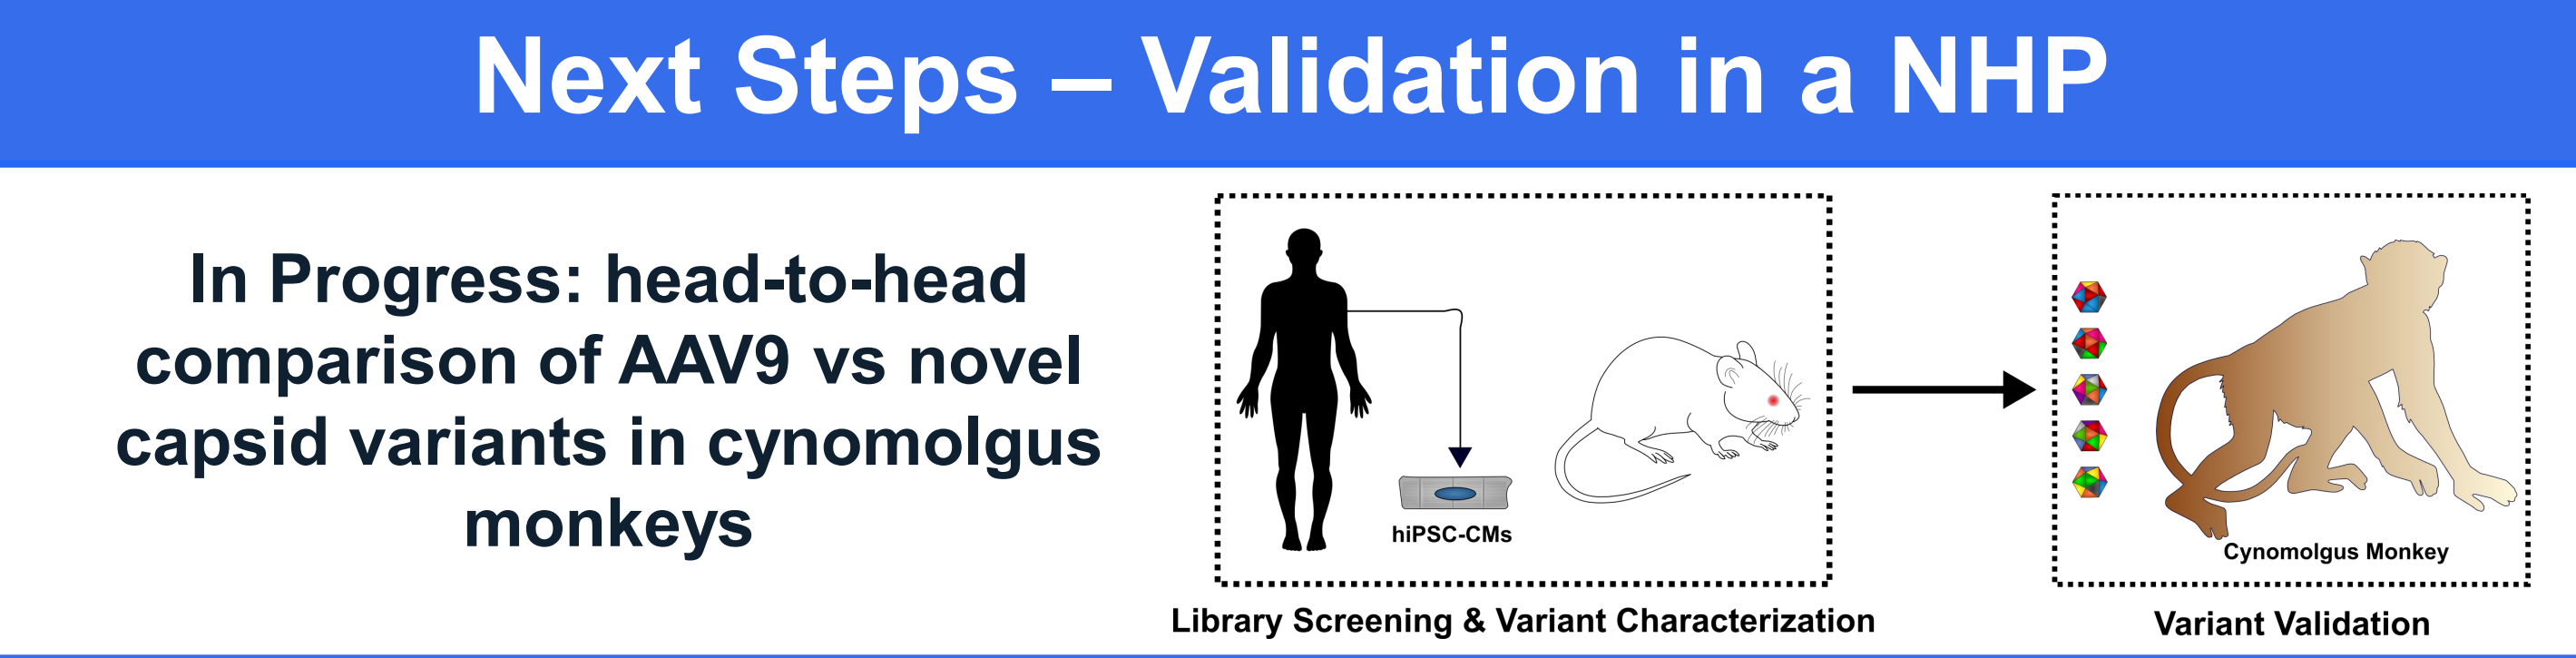 Next Steps – Validation in a NHP
In Progress: head-to-head
comparison of AAV9 vs novel
capsid variants in cynomolgus
monkeys
hiPSC-CMs
Library Screening & Variant Characterization
Cynomolgus Monkey
Variant Validation